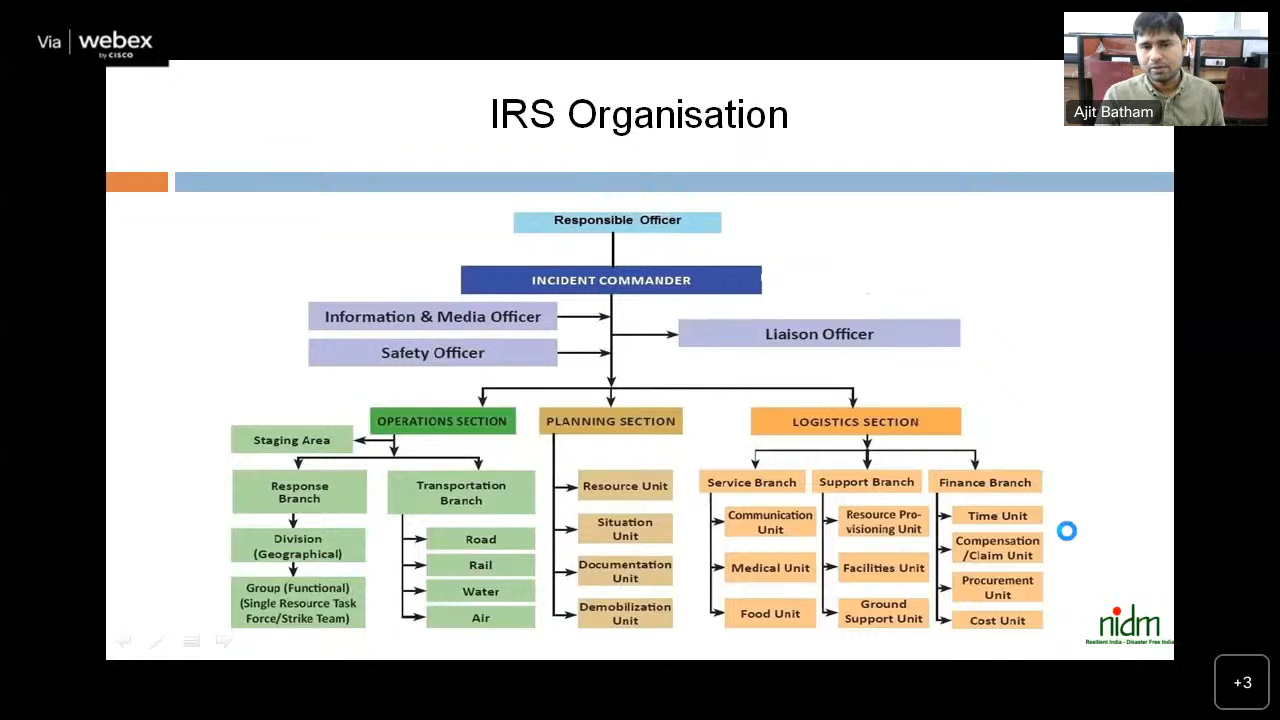 Via webex
by CISCO
Ajit Batham
IRS Organisation
Responsible Officer
INCIDENT COMMANDER
Information & Media Officer
Liaison Officer
Safety Officer
OPERATIONS SECTION
PLANNING SECTION
LOGISTICS SECTION
Staging Area
Response
Branch
Transportation
Branch
Division
(Geographical)
Group (Functional)
(Single Resource Task
Force/Strike Team)
Road
Rail
Water
Air
Resource Unit
Situation
Unit
Documentation
Unit
Demobilization
Unit
Service Branch
Communication
Unit
Medical Unit
Food Unit
Support Branch
Resource Pro-
visioning Unit
Facilities Unit
Ground
Support Unit
Finance Branch
Time Unit
Compensation
/Claim Unit
Procurement
Unit
Cost Unit
nidm
Resilient India - Disaster Free India
+3